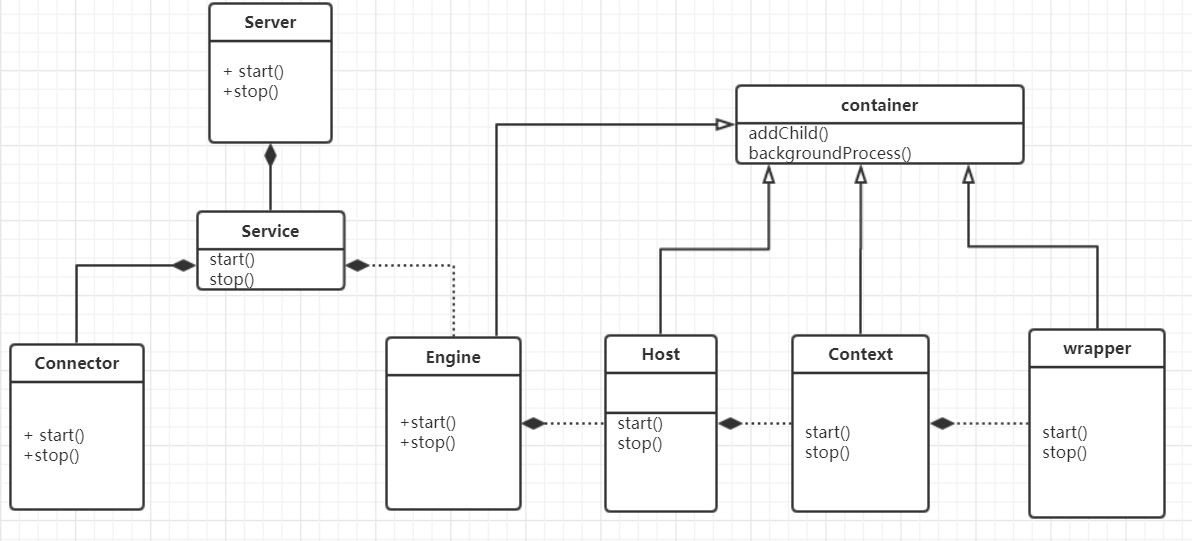 Server
+ start()
+stop()
container
addChild()
backgroundProcess()
Service
start()
stop()
Connector
+ start()
+stop()
Engine
+start()
+stop()
Host
start()
stop()
Context
start()
stop()
wrapper
start()
stop()